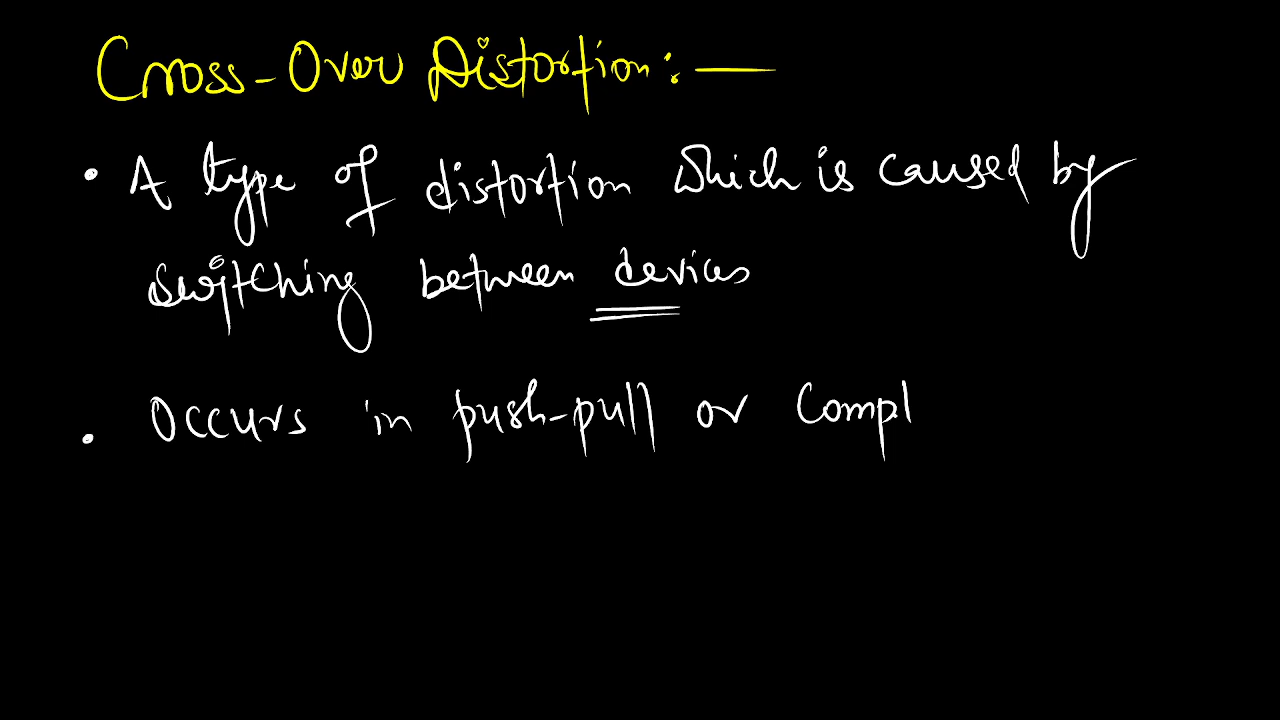 Cross-Over Distortion:—
• A type of distortion which is caused by
switching between devices
• Occurs in push-pull or Compl